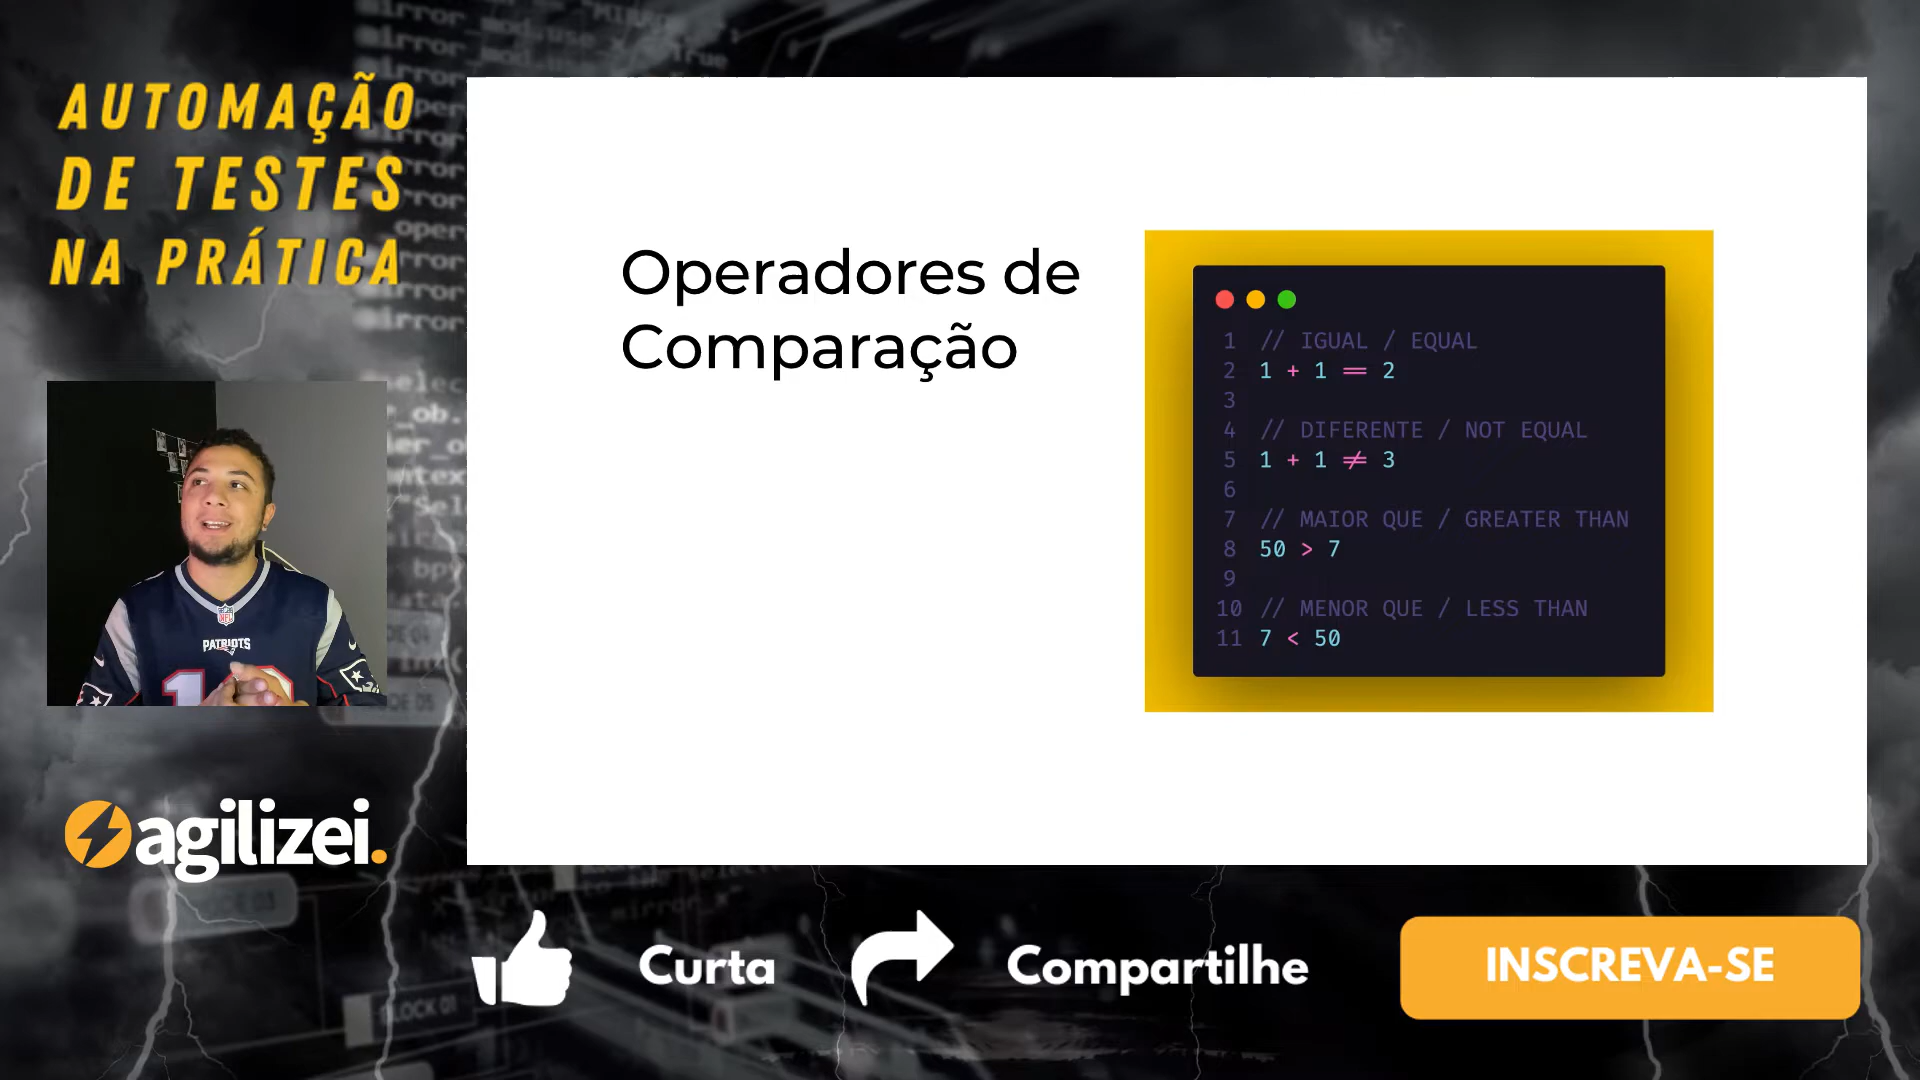 AUTOMAÇÃO
DE TESTES
NA PRÁTICA
Operadores de
Comparação
1 // IGUAL / EQUAL
2 1 + 1 == 2
3
4 // DIFERENTE / NOT EQUAL
5 1 + 1 ≠ 3
6
7 // MAIOR QUE / GREATER THAN
8 50 > 7
9
10 // MENOR QUE / LESS THAN
11 7 < 50
PATRIOTS
agilizei.
Curta
Compartilhe
INSCREVA-SE
BLOCK 01